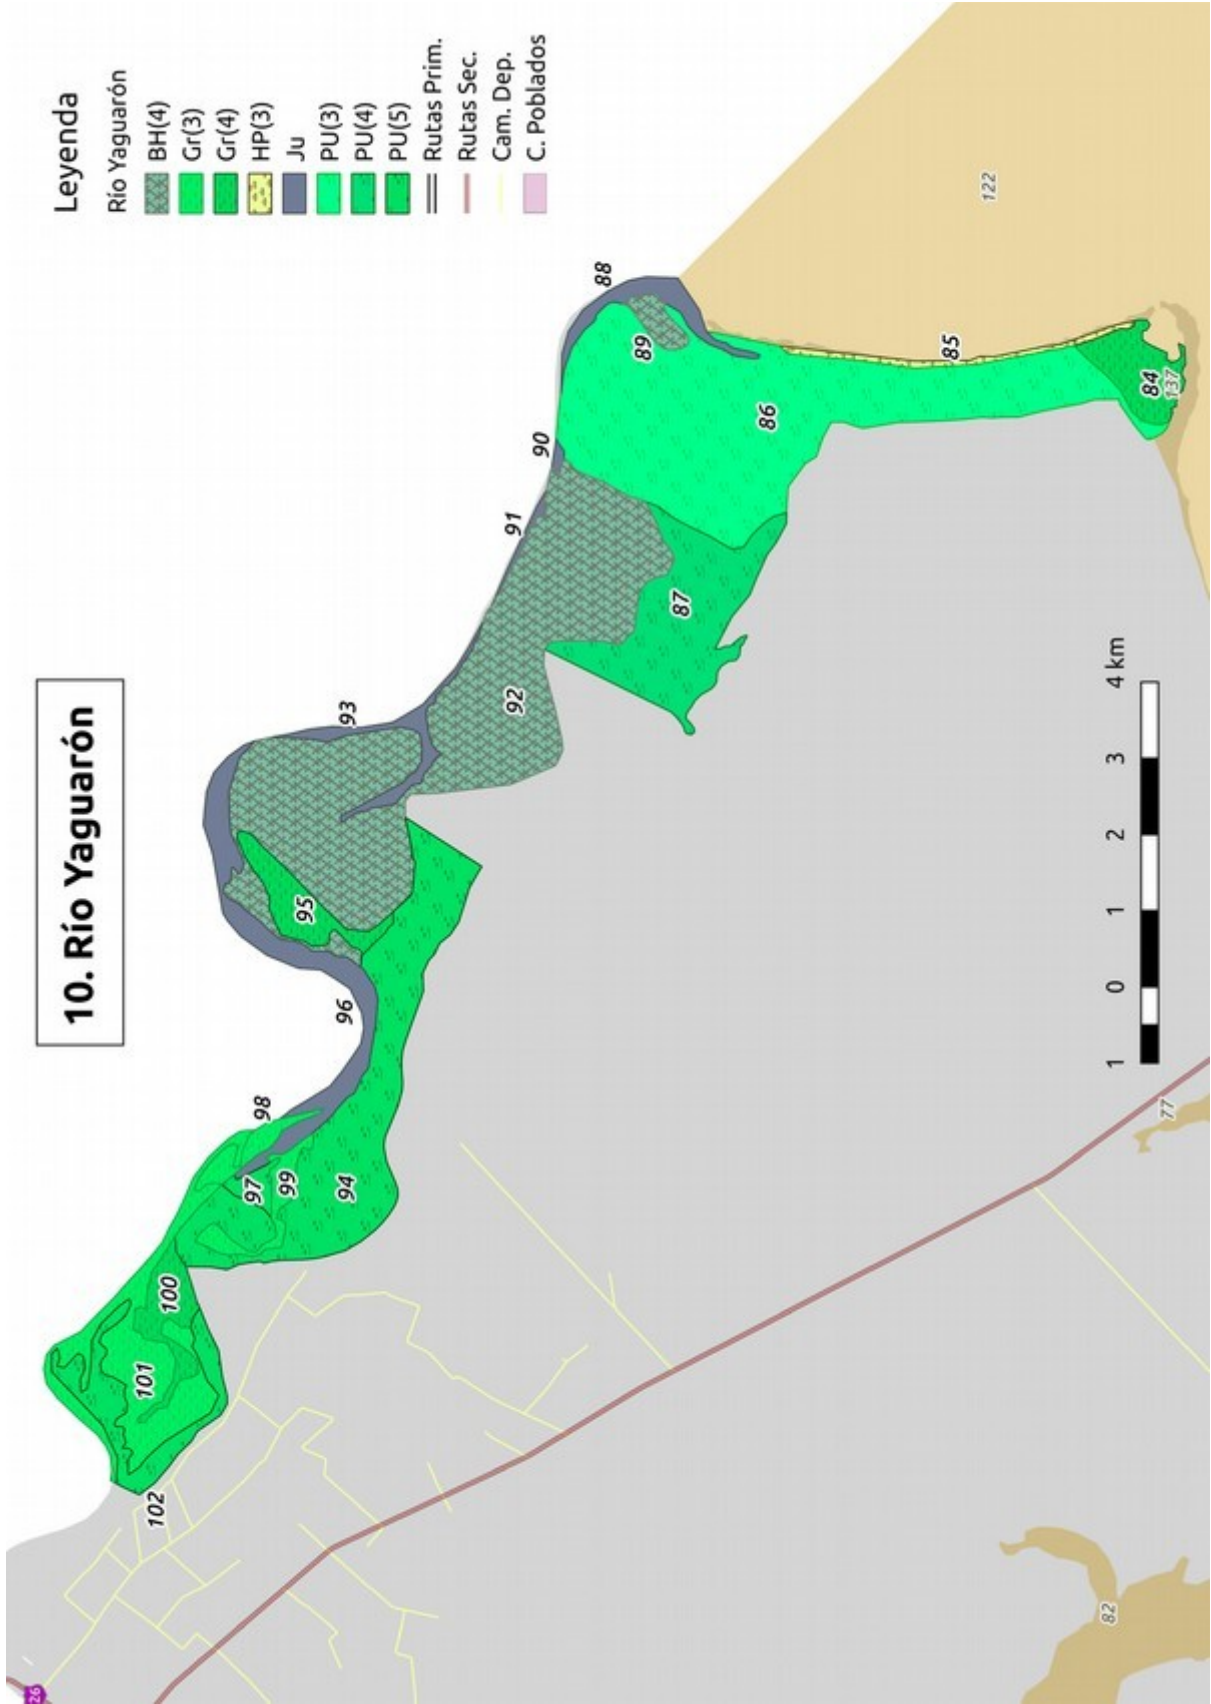 10. Río Yaguarón
Leyenda
Río Yaguarón
BH(4)
Gr(3)
Gr(4)
HP(3)
Ju
PU(3)
PU(4)
PU(5)
Rutas Prim.
Rutas Sec.
Cam. Dep.
C. Poblados
26
102
101
100
97
99
98
94
96
95
93
92
91
90
87
86
89
88
85
84
137
122
82
77
1 0 1 2 3 4 km